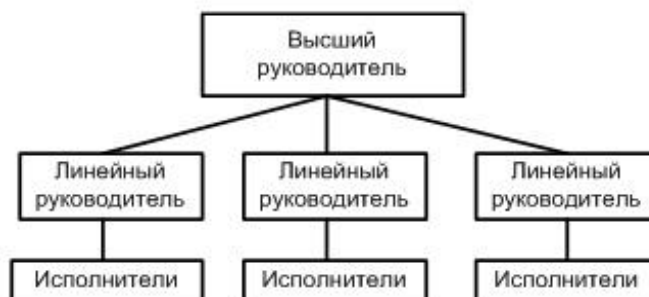 Высший
руководитель
Линейный
руководитель
Линейный
руководитель
Линейный
руководитель
Исполнители
Исполнители
Исполнители